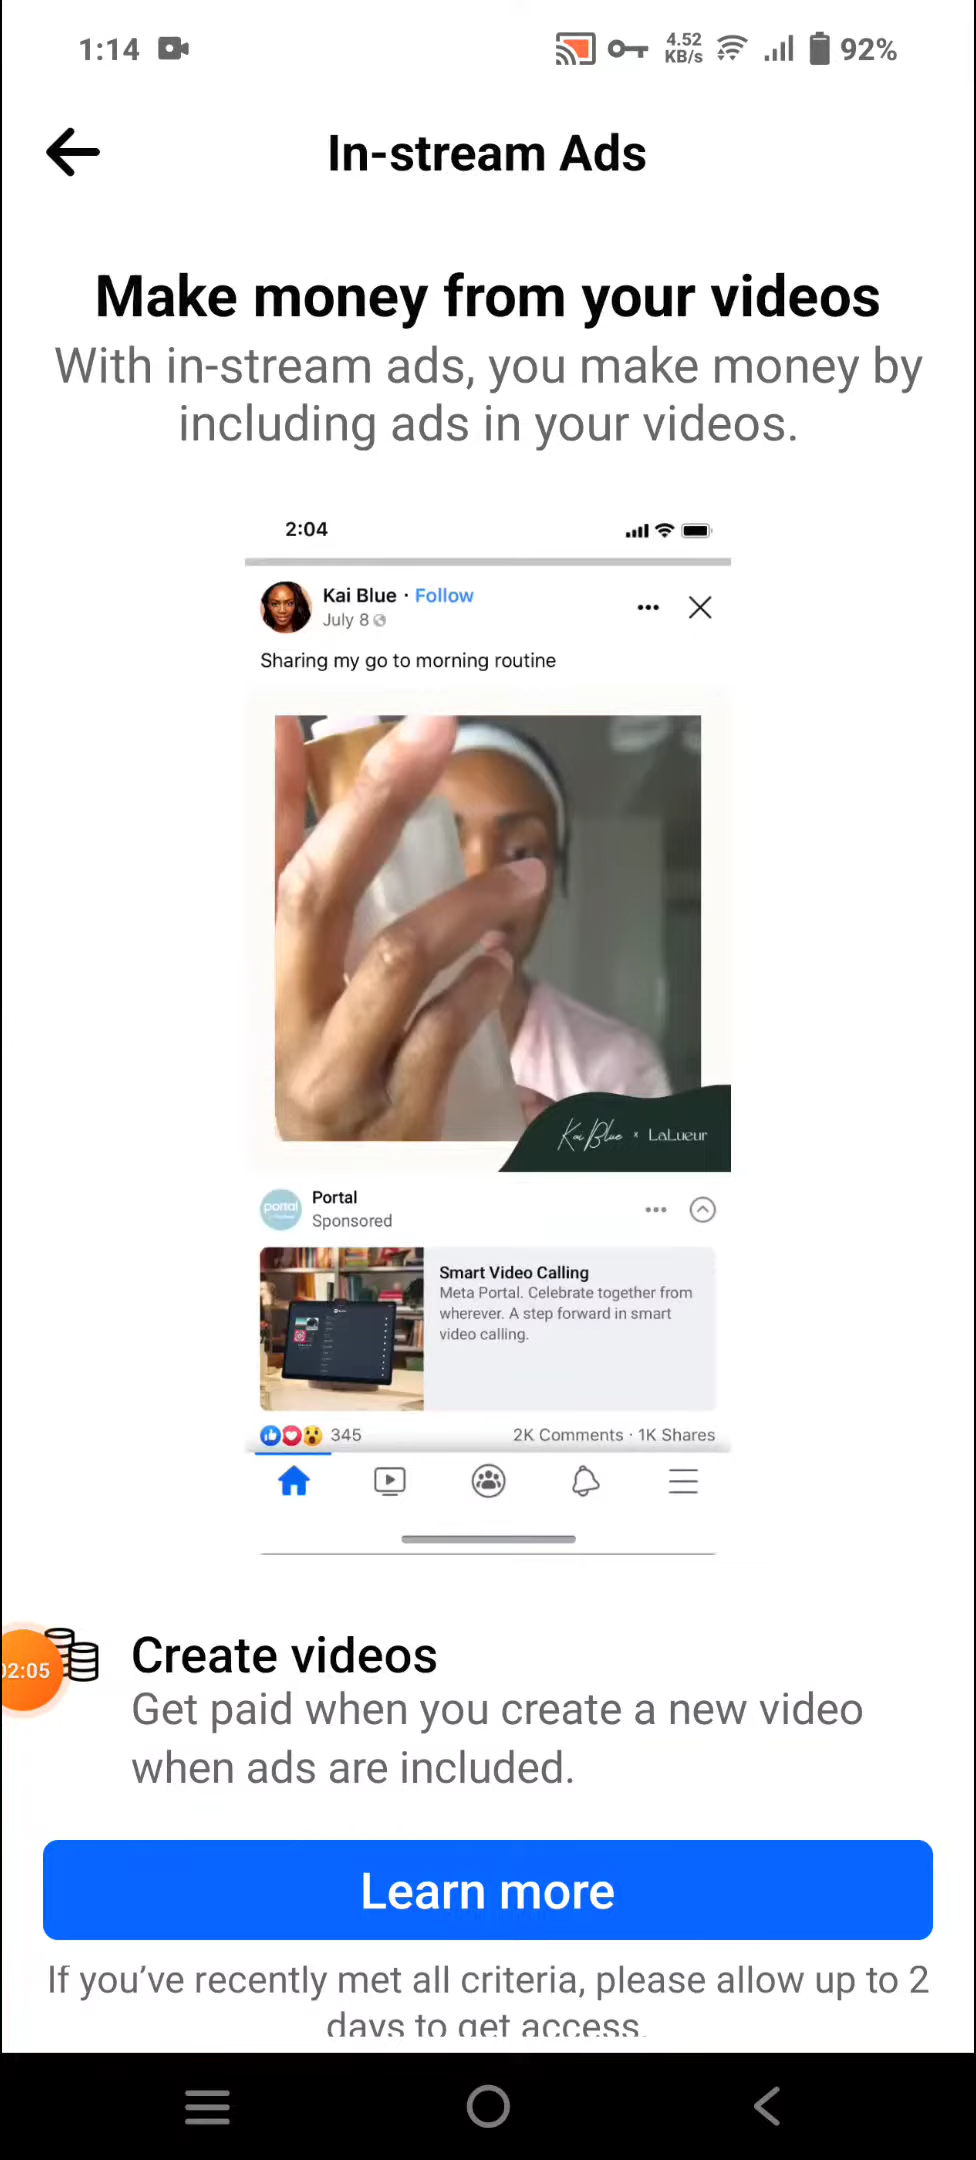 1:14
4.52
KB/s
92%
In-stream Ads
Make money from your videos
With in-stream ads, you make money by
including ads in your videos.
2:04
Kai Blue · Follow
July 8
Sharing my go to morning routine
Kai Blue × LaLueur
portal
Portal
Sponsored
Smart Video Calling
Meta Portal. Celebrate together from
wherever. A step forward in smart
video calling.
345
2K Comments · 1K Shares
02:05
Create videos
Get paid when you create a new video
when ads are included.
Learn more
If you’ve recently met all criteria, please allow up to 2
days to get access.